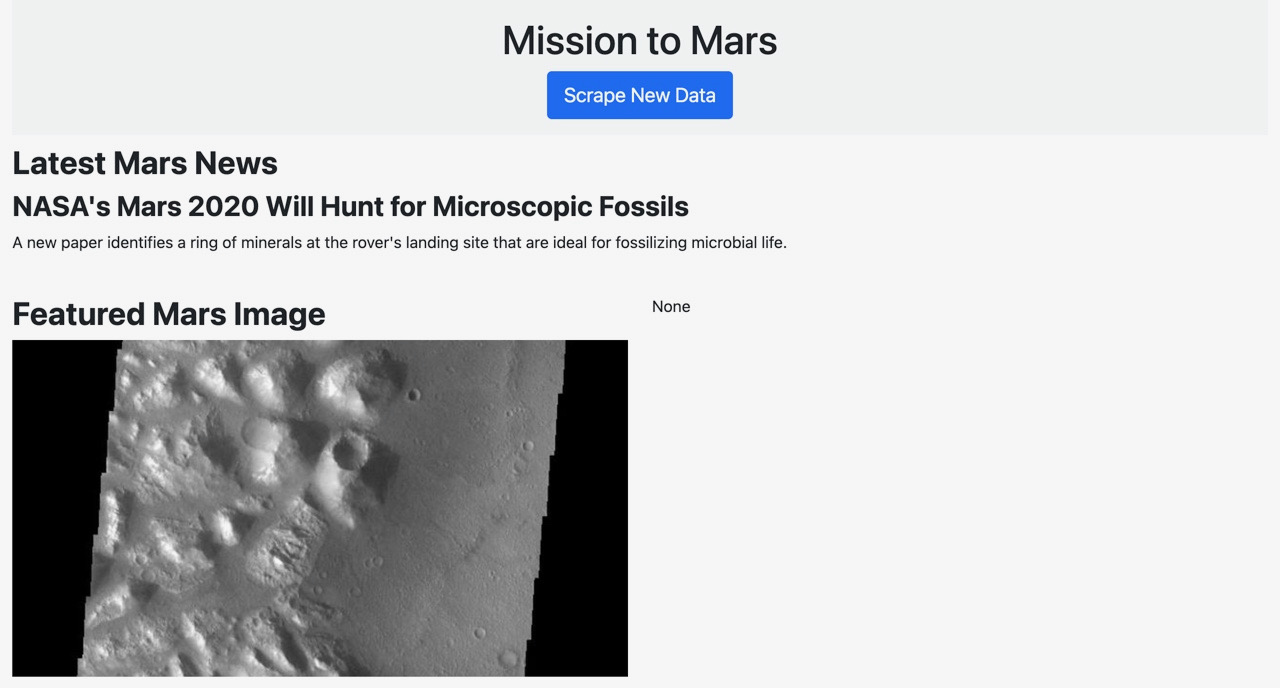 Mission to Mars
Scrape New Data
Latest Mars News
NASA's Mars 2020 Will Hunt for Microscopic Fossils
A new paper identifies a ring of minerals at the rover's landing site that are ideal for fossilizing microbial life.
Featured Mars Image
None